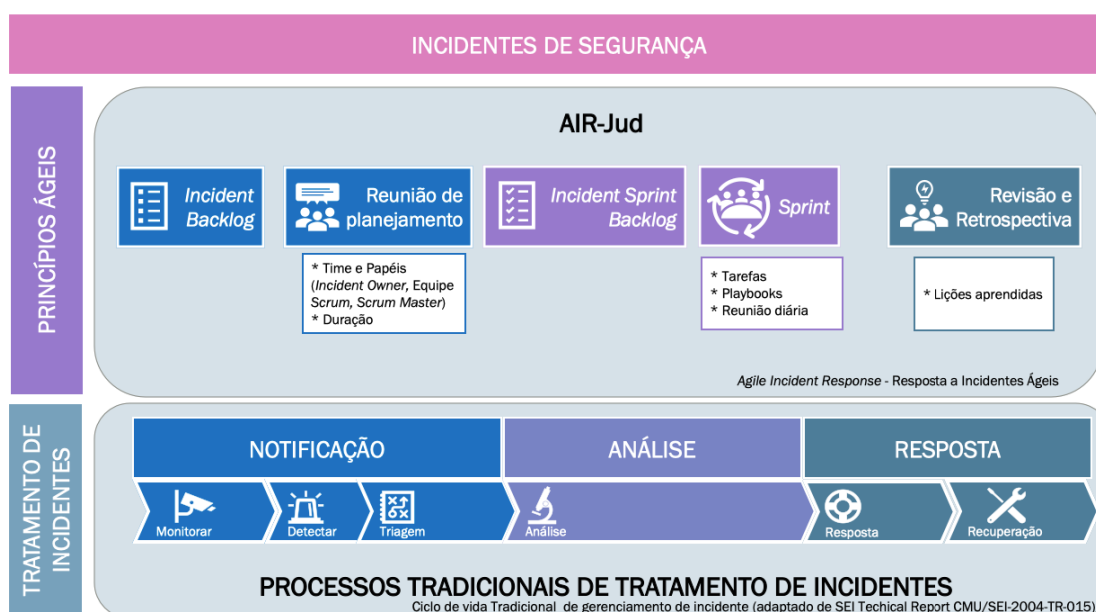 INCIDENTES DE SEGURANÇA
PRINCÍPIOS ÁGEIS
AIR-Jud
Incident
Backlog
Reunião de
planejamento
Incident Sprint
Backlog
Sprint
Revisão e
Retrospectiva
* Time e Papéis
(Incident Owner, Equipe
Scrum, Scrum Master)
* Duração
* Tarefas
* Playbooks
* Reunião diária
* Lições aprendidas
Agile Incident Response - Resposta a Incidentes Ágeis
TRATAMENTO DE
INCIDENTES
NOTIFICAÇÃO
ANÁLISE
RESPOSTA
Monitorar
Detectar
Triagem
Análise
Resposta
Recuperação
PROCESSOS TRADICIONAIS DE TRATAMENTO DE INCIDENTES
Ciclo de vida Tradicional de gerenciamento de incidente (adaptado de SEI Techical Report CMU/SEI-2004-TR-015)